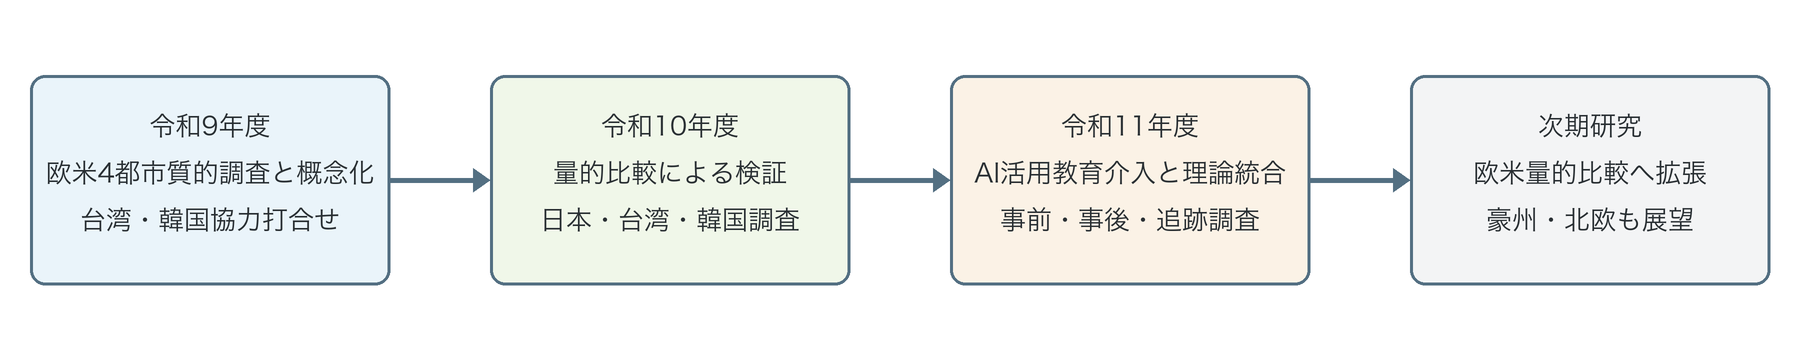 令和9年度
欧米4都市質的調査と概念化
台湾・韓国協力打合せ
令和10年度
量的比較による検証
日本・台湾・韓国調査
令和11年度
AI活用教育介入と理論統合
事前・事後・追跡調査
次期研究
欧米量的比較へ拡張
豪州・北欧も展望